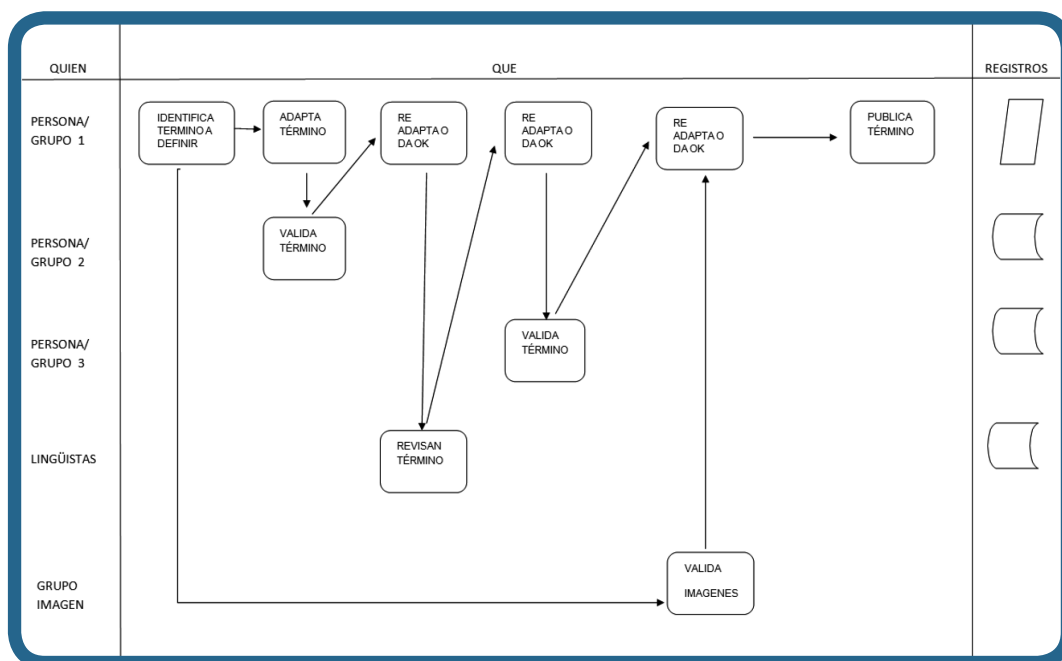 QUIEN
QUE
REGISTROS
PERSONA/
GRUPO 1
IDENTIFICA
TERMINO A
DEFINIR
ADAPTA
TÉRMINO
RE
ADAPTA O
DA OK
RE
ADAPTA O
DA OK
RE
ADAPTA O
DA OK
PUBLICA
TÉRMINO
PERSONA/
GRUPO 2
VALIDA
TÉRMINO
PERSONA/
GRUPO 3
VALIDA
TÉRMINO
LINGÜISTAS
REVISAN
TÉRMINO
GRUPO
IMAGEN
VALIDA
IMAGENES